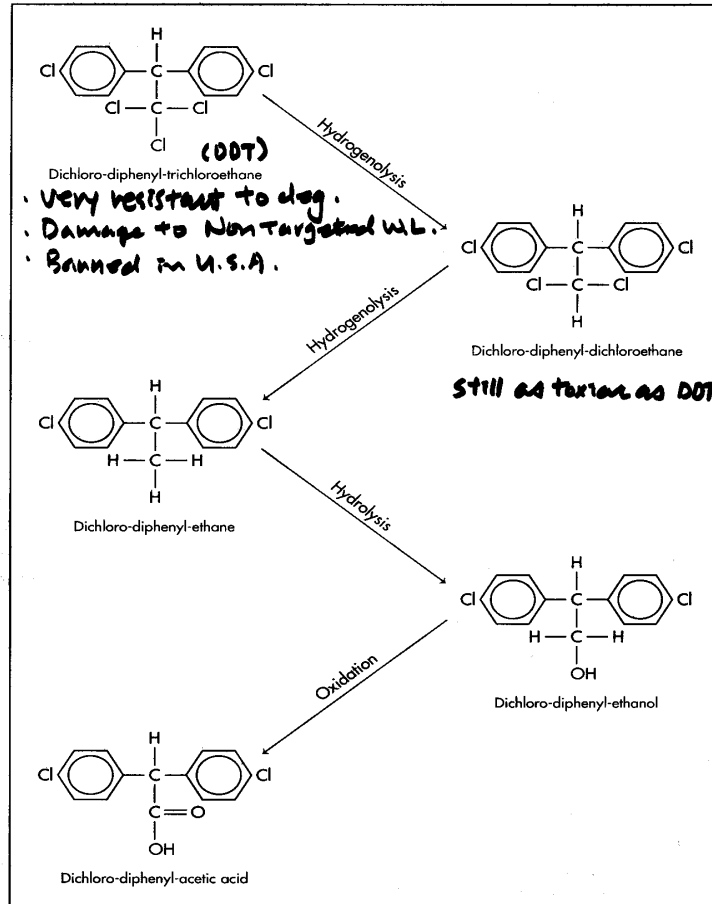 H
Cl C Cl
Cl — C — Cl
Cl
(DDT)
Dichloro-diphenyl-trichloroethane
Hydrogenolysis
· Very resistant to deg.
· Damage to Non Targeted W.L.
· Banned in U.S.A.
H
Cl C Cl
Cl — C — Cl
H
Dichloro-diphenyl-dichloroethane
still as toxic as DDT
Hydrogenolysis
H
Cl C Cl
H — C — H
H
Dichloro-diphenyl-ethane
Hydrolysis
H
Cl C Cl
H — C — H
OH
Dichloro-diphenyl-ethanol
Oxidation
H
Cl C Cl
C=O
OH
Dichloro-diphenyl-acetic acid